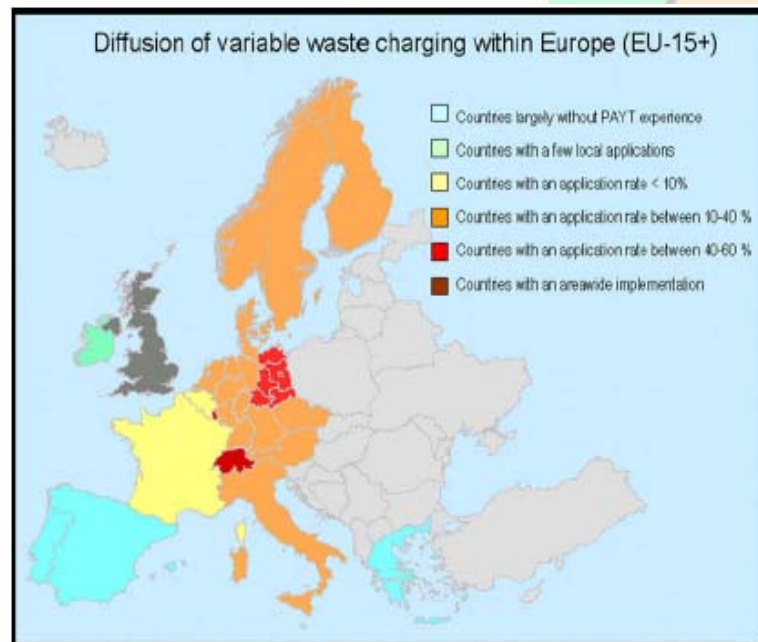 Diffusion of variable waste charging within Europe (EU-15+)
Countries largely without PAYT experience
Countries with a few local applications
Countries with an application rate < 10%
Countries with an application rate between 10-40 %
Countries with an application rate between 40-60 %
Countries with an areawide implementation